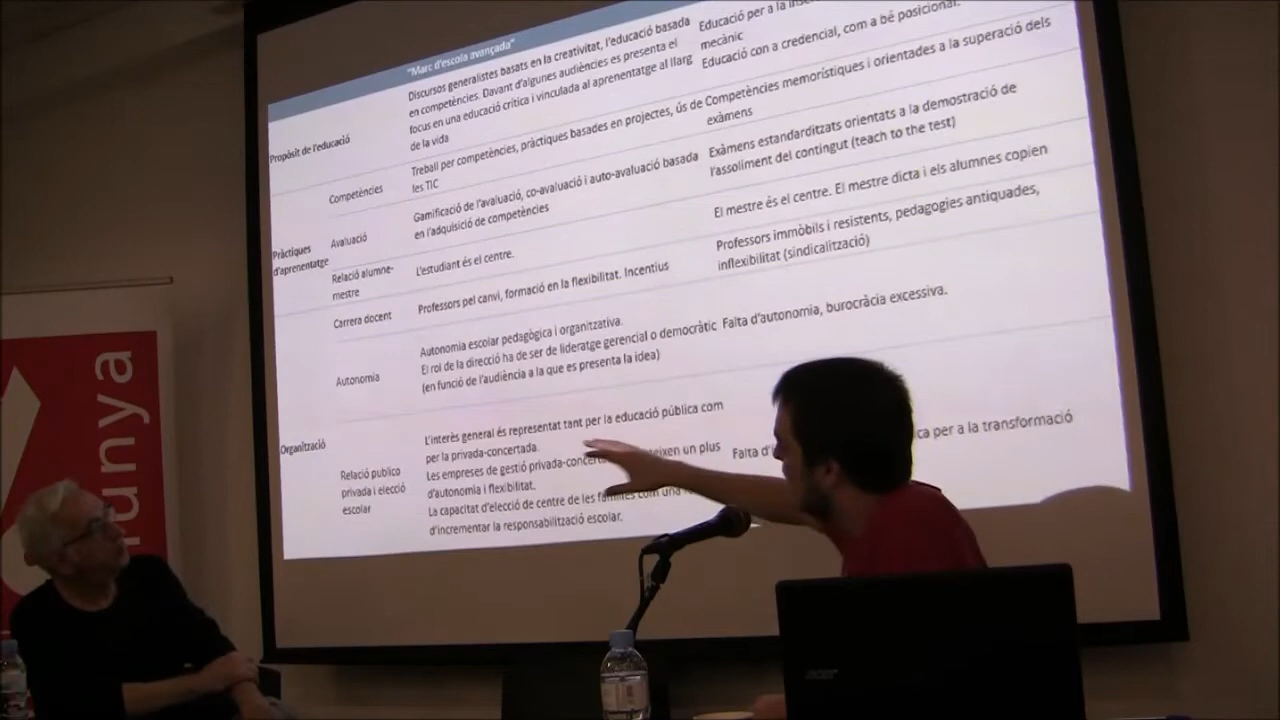 "Marc d'escola avançada"
Propòsit de l'educació
Discursos generalistes basats en la creativitat, l'educació basada
en competències. Davant d'algunes audiències es presenta el
focus en una educació crítica i vinculada al aprenentatge al llarg
de la vida
Educació per a la
mecànic
Educació con a credencial, com a bé posicional.
Pràctiques
d'aprenentatge
Competències
Treball per competències, pràctiques basades en projectes, ús de
les TIC
Competències memorístiques i orientades a la superació dels
exàmens
Avaluació
Gamificació de l'avaluació, co-avaluació i auto-avaluació basada
en l'adquisició de competències
Exàmens estandarditzats orientats a la demostració de
l'assoliment del contingut (teach to the test)
Relació alumne-
mestre
L'estudiant és el centre.
El mestre és el centre. El mestre dicta i els alumnes copien
Carrera docent
Professors pel canvi, formació en la flexibilitat. Incentius
Professors immòbils i resistents, pedagogies antiquades,
inflexibilitat (sindicalització)
Organització
Autonomia
Autonomia escolar pedagògica i organitzativa.
El rol de la direcció ha de ser de lideratge gerencial o democràtic
(en funció de l'audiència a la que es presenta la idea)
Falta d'autonomia, burocràcia excessiva.
Relació publico
privada i elecció
escolar
L'interès general és representat tant per la educació pública com
per la privada-concertada.
Les empreses de gestió privada- un plus
d'autonomia i flexibilitat.
La capacitat d'elecció de centre de les famílies com una
d'incrementar la responsabilització escolar.
Falta per a la transformació
unya
acer